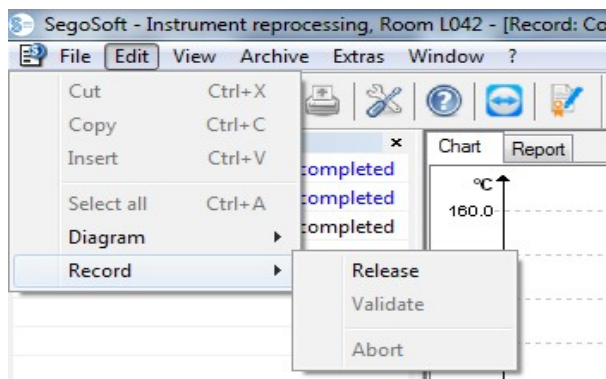 SegoSoft - Instrument reprocessing, Room L042 - [Record: Co
File Edit View Archive Extras Window ?
Cut Ctrl+X
Copy Ctrl+C
Insert Ctrl+V
Select all Ctrl+A
Diagram
Record
completed
completed
completed
Chart Report
°C
160.0
Release
Validate
Abort